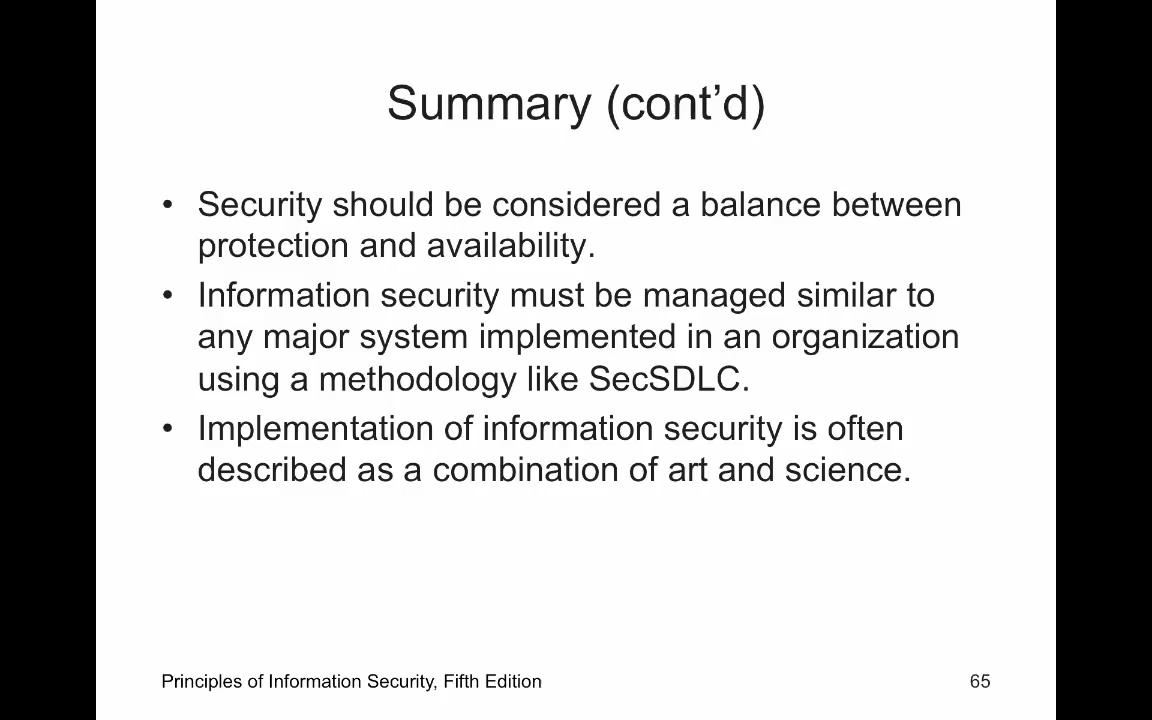 Summary (cont’d)
• Security should be considered a balance between
protection and availability.
• Information security must be managed similar to
any major system implemented in an organization
using a methodology like SecSDLC.
• Implementation of information security is often
described as a combination of art and science.
Principles of Information Security, Fifth Edition
65